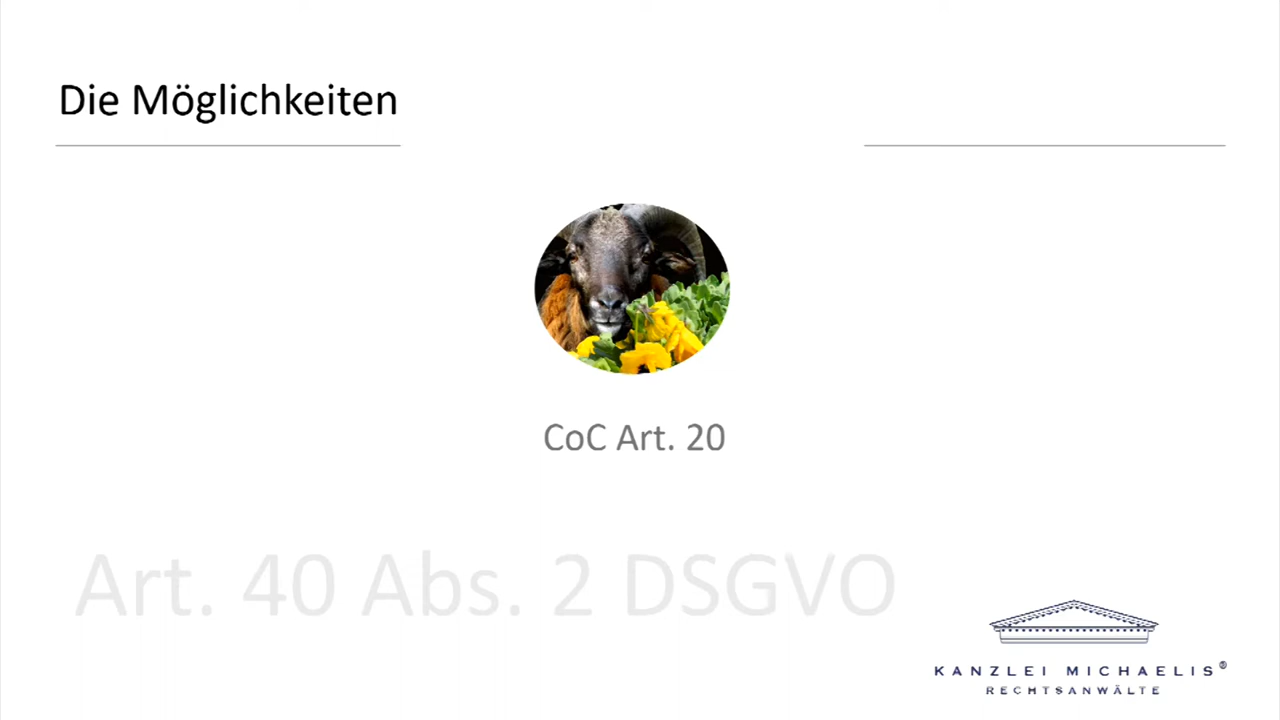 Die Möglichkeiten
CoC Art. 20
Art. 40 Abs. 2 DSGVO
KANZLEI MICHAELIS®
RECHTSANWÄLTE